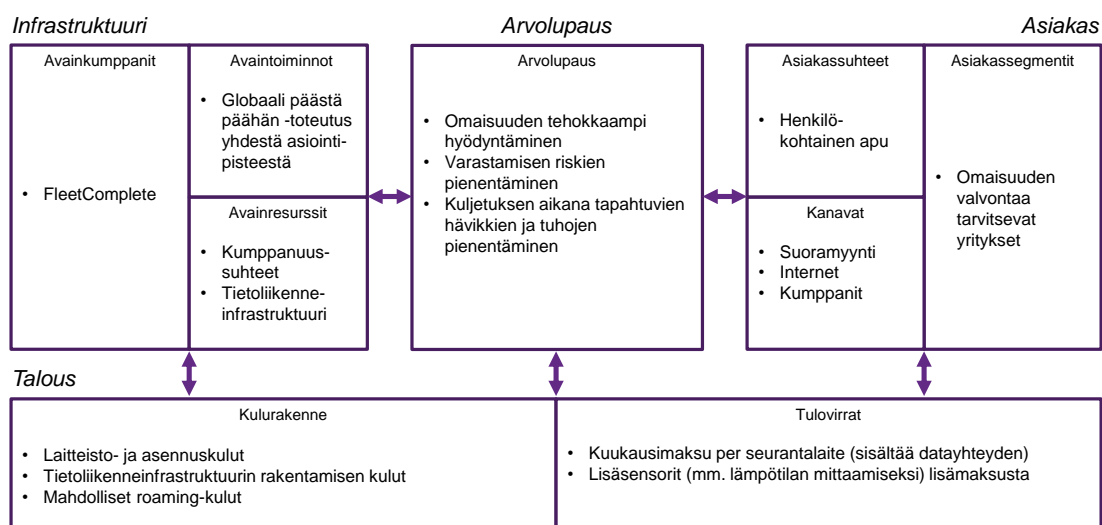 Infrastruktuuri
Arvolupaus
Asiakas
Avainkumppanit
• FleetComplete
Avaintoiminnot
• Globaali päästä
päähän -toteutus
yhdestä asiointi-
pisteestä
Avainresurssit
• Kumppanuus-
suhteet
• Tietoliikenne-
infrastruktuuri
Arvolupaus
• Omaisuuden tehokkaampi
hyödyntäminen
• Varastamisen riskien
pienentäminen
• Kuljetuksen aikana tapahtuvien
hävikkien ja tuhojen
pienentäminen
Asiakassuhteet
• Henkilö-
kohtainen apu
Kanavat
• Suoramyynti
• Internet
• Kumppanit
Asiakassegmentit
• Omaisuuden
valvontaa
tarvitsevat
yritykset
Talous
Kulurakenne
• Laitteisto- ja asennuskulut
• Tietoliikenneinfrastruktuurin rakentamisen kulut
• Mahdolliset roaming-kulut
Tulovirrat
• Kuukausimaksu per seurantalaite (sisältää datayhteyden)
• Lisäsensorit (mm. lämpötilan mittaamiseksi) lisämaksusta